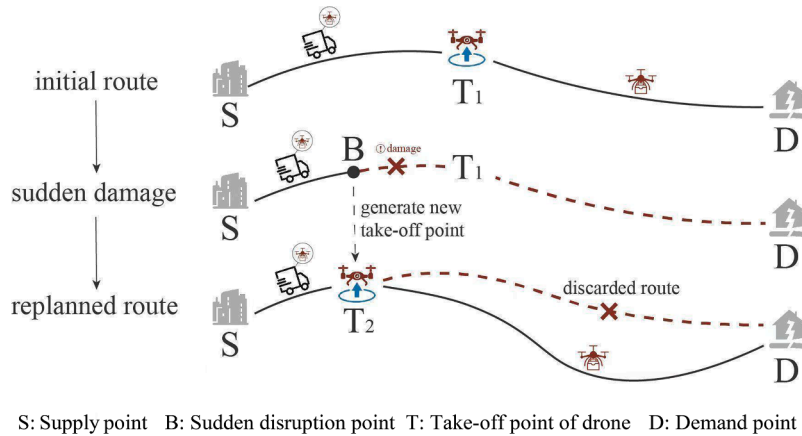 initial route
S
T1
D
sudden damage
S
B
damage
T1
D
generate new
take-off point
replanned route
S
T2
discarded route
D
S: Supply point B: Sudden disruption point T: Take-off point of drone D: Demand point